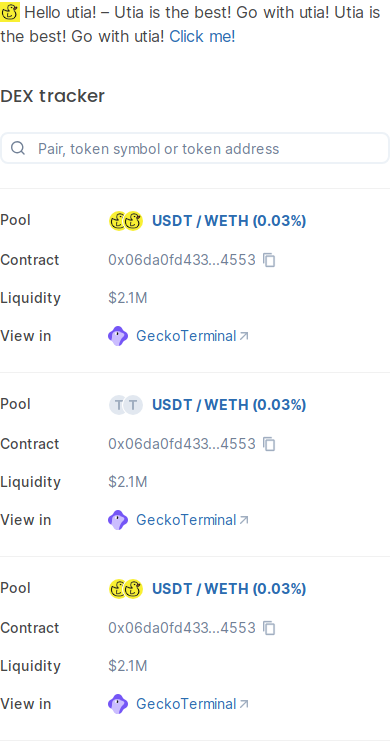 Hello utia! – Utia is the best! Go with utia! Utia is
the best! Go with utia! Click me!
DEX tracker
Pair, token symbol or token address
Pool USDT / WETH (0.03%)
Contract 0x06da0fd433...4553
Liquidity $2.1M
View in GeckoTerminal
Pool T T USDT / WETH (0.03%)
Contract 0x06da0fd433...4553
Liquidity $2.1M
View in GeckoTerminal
Pool USDT / WETH (0.03%)
Contract 0x06da0fd433...4553
Liquidity $2.1M
View in GeckoTerminal